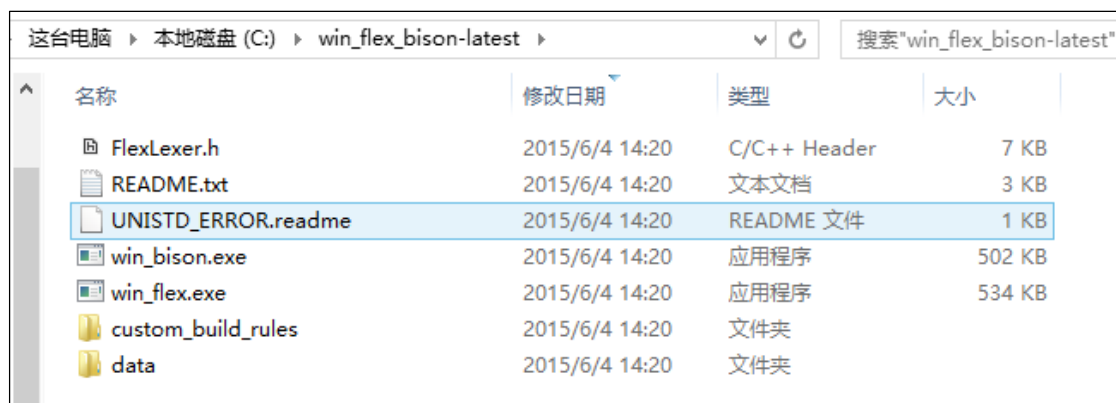 这台电脑 ▸ 本地磁盘 (C:) ▸ win_flex_bison-latest ▸ 搜索"win_flex_bison-latest"
名称 修改日期 类型 大小
FlexLexer.h 2015/6/4 14:20 C/C++ Header 7 KB
README.txt 2015/6/4 14:20 文本文档 3 KB
UNISTD_ERROR.readme 2015/6/4 14:20 README 文件 1 KB
win_bison.exe 2015/6/4 14:20 应用程序 502 KB
win_flex.exe 2015/6/4 14:20 应用程序 534 KB
custom_build_rules 2015/6/4 14:20 文件夹
data 2015/6/4 14:20 文件夹